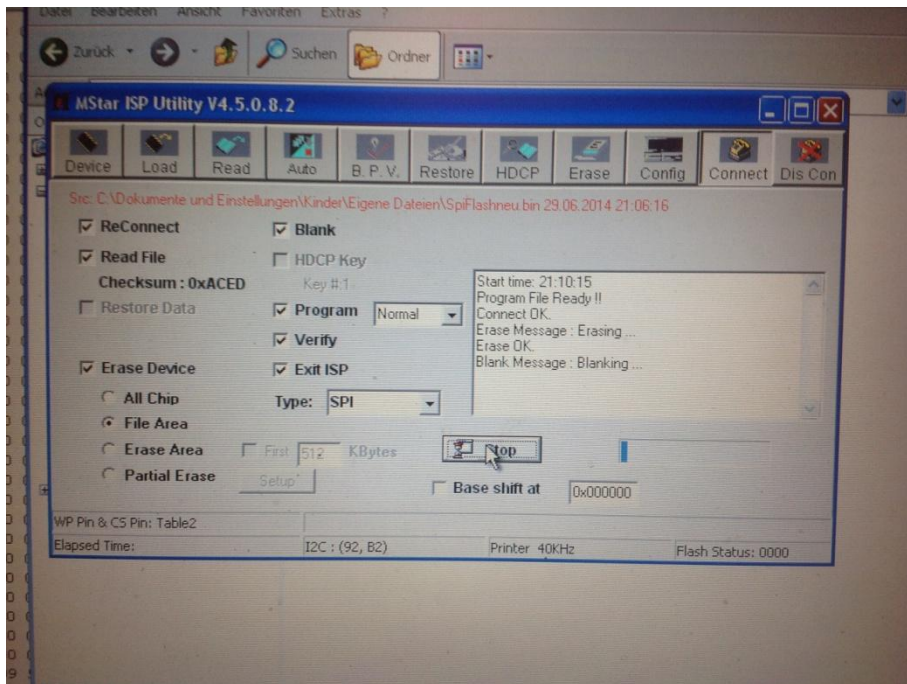 Datei Bearbeiten Ansicht Favoriten Extras ?
Zurück Suchen Ordner
MStar ISP Utility V4.5.0.8.2
Device Load Read Auto B. P. V. Restore HDCP Erase Config Connect Dis Con
Src: C:\Dokumente und Einstellungen\Kinder\Eigene Dateien\SpiFlashneu.bin 29.06.2014 21:06:16
ReConnect Blank
Read File HDCP Key
Checksum : 0xACED Key #:1
Restore Data Program Normal
Verify
Erase Device Exit ISP
All Chip Type: SPI
File Area
Erase Area First 512 KBytes
Partial Erase Setup
Start time: 21:10:15
Program File Ready !!
Connect OK.
Erase Message : Erasing ...
Erase OK.
Blank Message : Blanking ...
Stop
Base shift at 0x000000
WP Pin & CS Pin: Table2
Elapsed Time: I2C : (92, B2) Printer 40KHz Flash Status: 0000